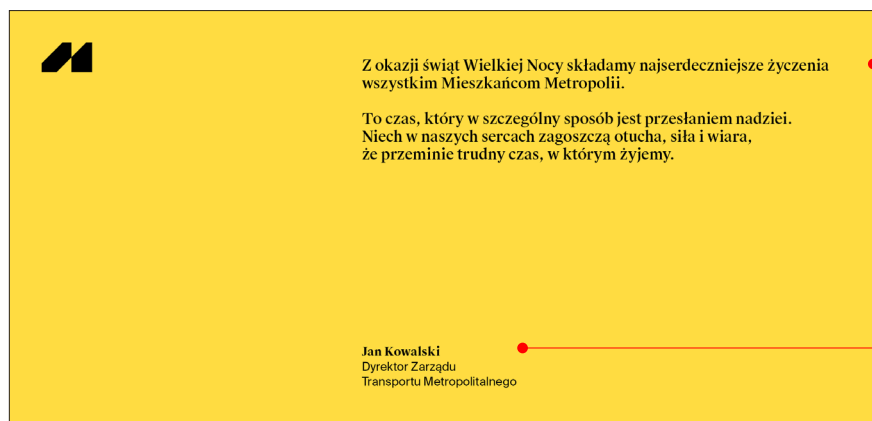 Z okazji świąt Wielkiej Nocy składamy najserdeczniejsze życzenia
wszystkim Mieszkańcom Metropolii.
To czas, który w szczególny sposób jest przesłaniem nadziei.
Niech w naszych sercach zagoszczą otucha, siła i wiara,
że przeminie trudny czas, w którym żyjemy.
Jan Kowalski
Dyrektor Zarządu
Transportu Metropolitalnego